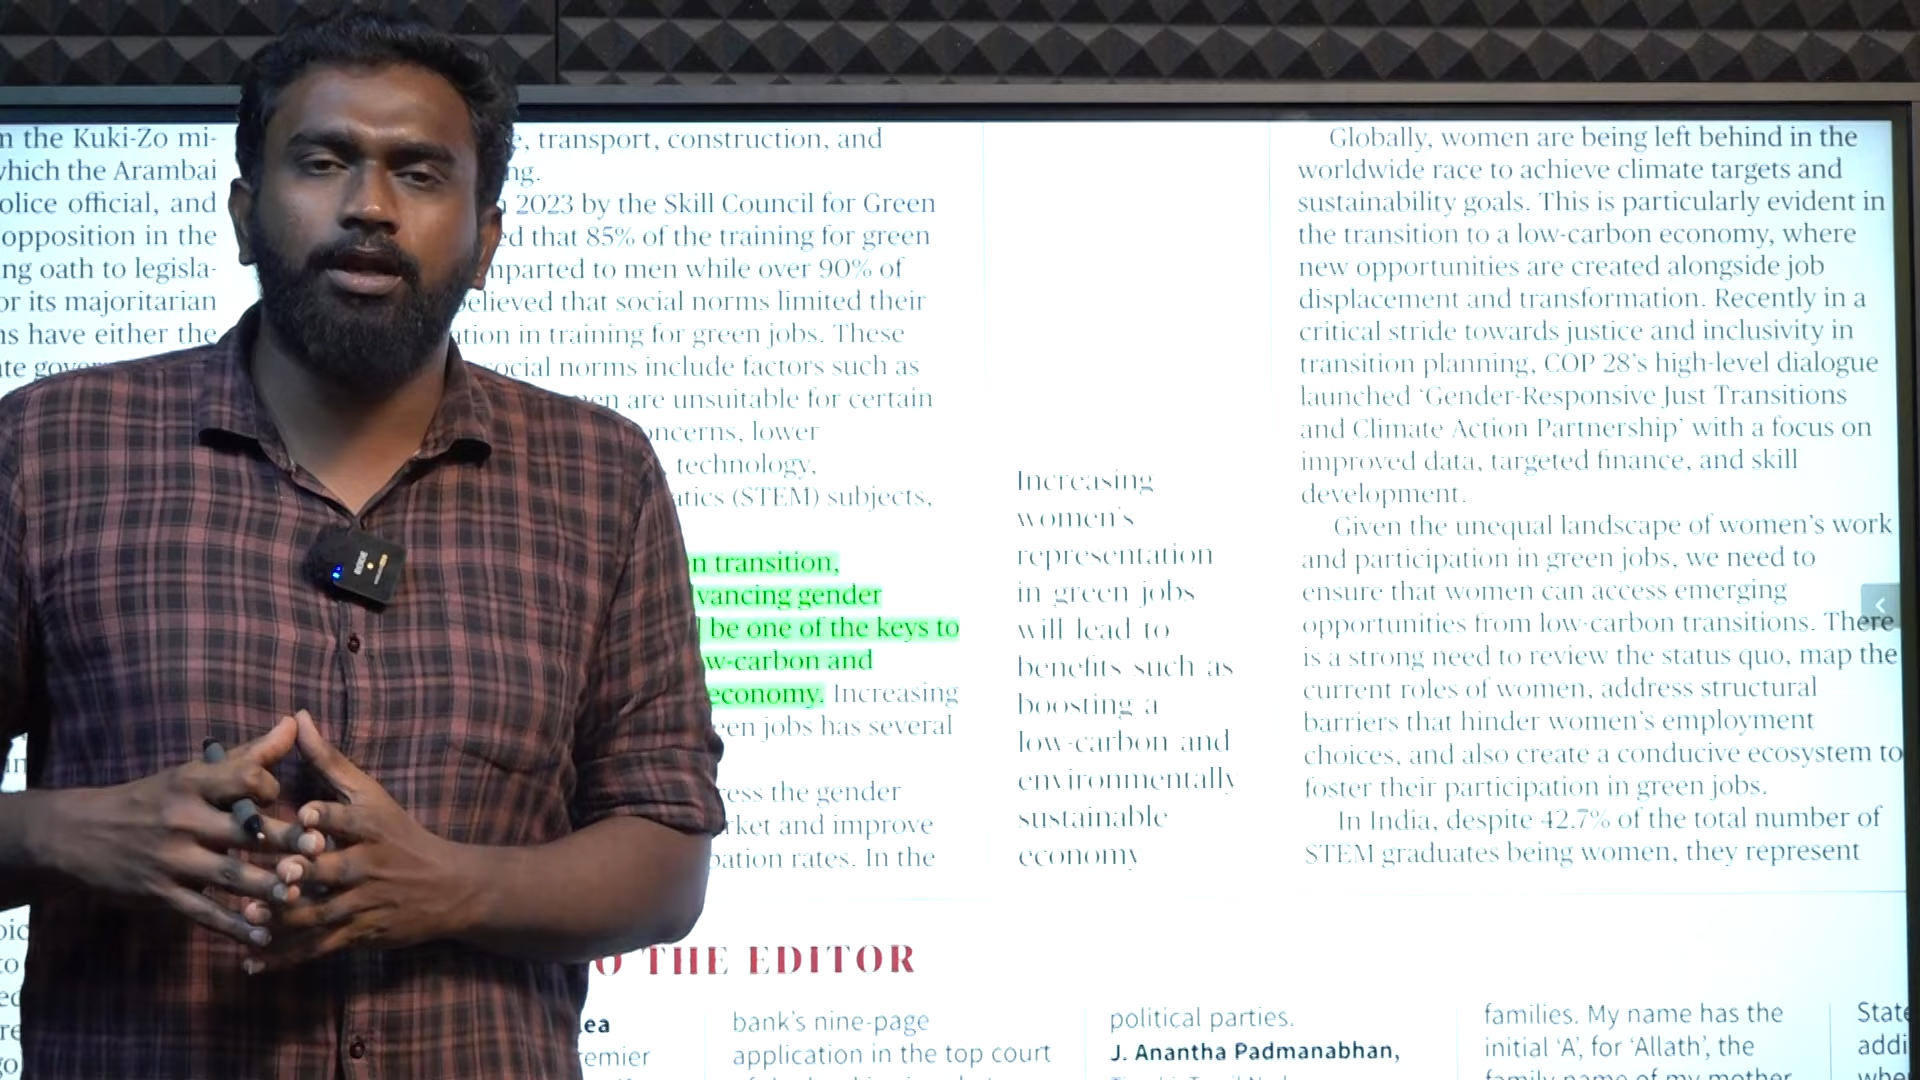 the Kuki-Zo mi-
which the Arambai
police official, and
opposition in the
ng oath to legisla-
or its majoritarian
ns have either the
te gover
transport, construction, and
ng.
2023 by the Skill Council for Green
ed that 85% of the training for green
mparted to men while over 90% of
believed that social norms limited their
ation in training for green jobs. These
social norms include factors such as
en are unsuitable for certain
oncerns, lower
technology,
atics (STEM) subjects,
n transition,
vancing gender
be one of the keys to
w-carbon and
economy. Increasing
een jobs has several
ess the gender
rket and improve
pation rates. In the
Increasing
women's
representation
in green jobs
will lead to
benefits such as
boosting a
low-carbon and
environmentally
sustainable
economy
Globally, women are being left behind in the
worldwide race to achieve climate targets and
sustainability goals. This is particularly evident in
the transition to a low-carbon economy, where
new opportunities are created alongside job
displacement and transformation. Recently in a
critical stride towards justice and inclusivity in
transition planning, COP 28's high-level dialogue
launched 'Gender-Responsive Just Transitions
and Climate Action Partnership' with a focus on
improved data, targeted finance, and skill
development.
Given the unequal landscape of women's work
and participation in green jobs, we need to
ensure that women can access emerging
opportunities from low-carbon transitions. There
is a strong need to review the status quo, map the
current roles of women, address structural
barriers that hinder women's employment
choices, and also create a conducive ecosystem to
foster their participation in green jobs.
In India, despite 42.7% of the total number of
STEM graduates being women, they represent
O THE EDITOR
emier
bank's nine-page
application in the top court
political parties.
J. Anantha Padmanabhan,
families. My name has the
initial 'A', for 'Allath', the
family name of my mother
State
addi